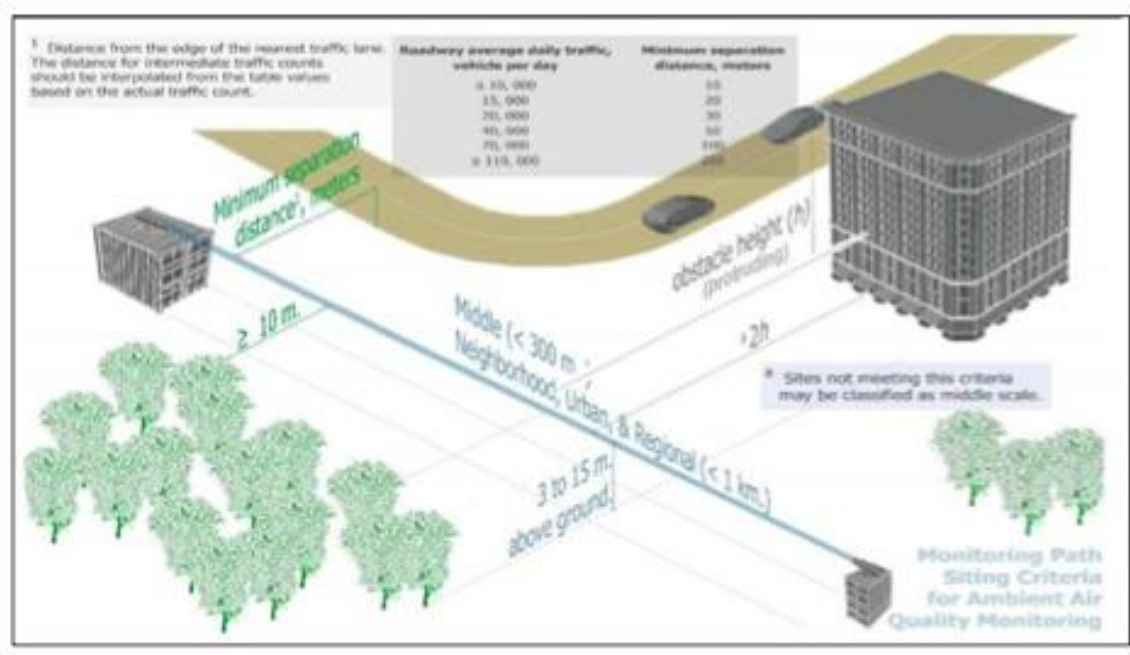 ¹ Distance from the edge of the nearest traffic lane.
The distance for intermediate traffic counts
should be interpolated from the table values
based on the actual traffic count.
Roadway average daily traffic, Minimum separation
vehicle per day distance, meters
10, 000 10
15, 000 20
20, 000 30
40, 000 50
70, 000 100
110, 000
Minimum separation
distance¹, meters
≥ 10 m.
obstacle height (h)
(protruding)
Middle (< 300 m
Neighborhood, Urban, & Regional (< 1 km.)
2h
Sites not meeting this criteria
may be classified as middle scale.
3 to 15 m.
above ground
Monitoring Path
Siting Criteria
for Ambient Air
Quality Monitoring